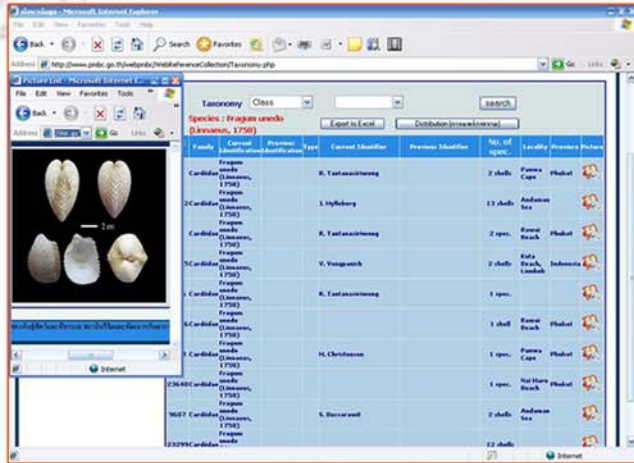 Microsoft Internet Explorer
File Edit View Favorites Tools Help
Back Search Favorites
Address http://www.pmbc.go.th/webpmbc/WebReferenceCollection/Taxonomy.php Go Links
Picture List - Microsoft Internet E...
File Edit View Favorites Tools
Back
Address Go Links
2 cm
Internet
Taxonomy Class search
Species : Fragum unedo
(Linnaeus, 1758)
Export to Excel Distribution
Family Current Identification Previous Identification Type Current Identifier Previous Identifier No. of spec. Locality Province Picture
Cardiidae Fragum unedo (Linnaeus, 1758) R. Tantanasiriwong 2 shells Panwa Cape Phuket
Cardiidae Fragum unedo (Linnaeus, 1758) J. Hylleberg 13 shells Andaman Sea
Cardiidae Fragum unedo (Linnaeus, 1758) R. Tantanasiriwong 2 spec. Rawai Beach Phuket
Cardiidae Fragum unedo (Linnaeus, 1758) V. Vongpanich 2 shells Kuta Beach, Lombok Indonesia
Cardiidae Fragum unedo (Linnaeus, 1758) R. Tantanasiriwong 1 spec.
Cardiidae Fragum unedo (Linnaeus, 1758) 1 shell Rawai Beach Phuket
Cardiidae Fragum unedo (Linnaeus, 1758) H. Christensen 1 spec. Panwa Cape Phuket
23640 Cardiidae Fragum unedo (Linnaeus, 1758) 1 spec. Nai Harn Beach Phuket
9607 Cardiidae Fragum unedo (Linnaeus, 1758) S. Bussarawit 2 shells Andaman Sea
23299 Cardiidae Fragum unedo 12 shells
Internet